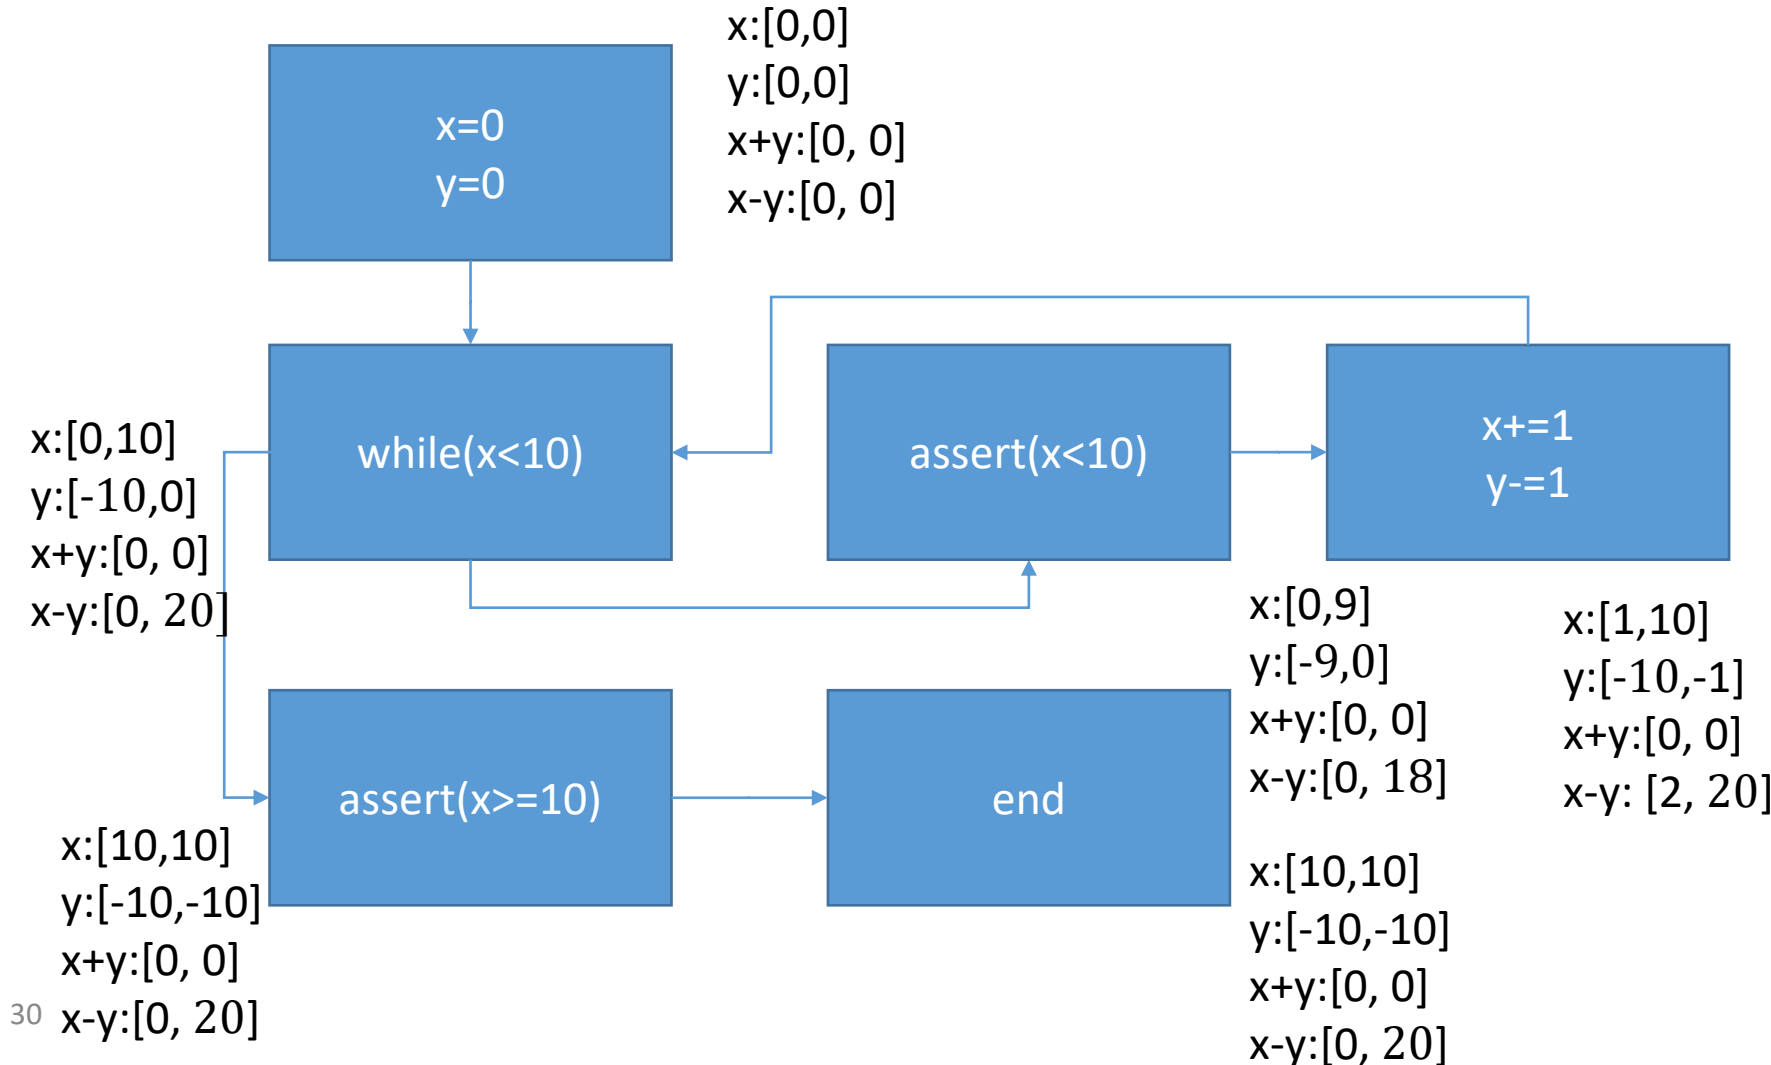 x:[0,0]
y:[0,0]
x+y:[0, 0]
x-y:[0, 0]
x=0
y=0
x:[0,10]
y:[-10,0]
x+y:[0, 0]
x-y:[0, 20]
while(x<10)
assert(x<10)
x+=1
y-=1
x:[0,9]
y:[-9,0]
x+y:[0, 0]
x-y:[0, 18]
x:[1,10]
y:[-10,-1]
x+y:[0, 0]
x-y: [2, 20]
assert(x>=10)
end
x:[10,10]
y:[-10,-10]
x+y:[0, 0]
x-y:[0, 20]
x:[10,10]
y:[-10,-10]
x+y:[0, 0]
x-y:[0, 20]
30